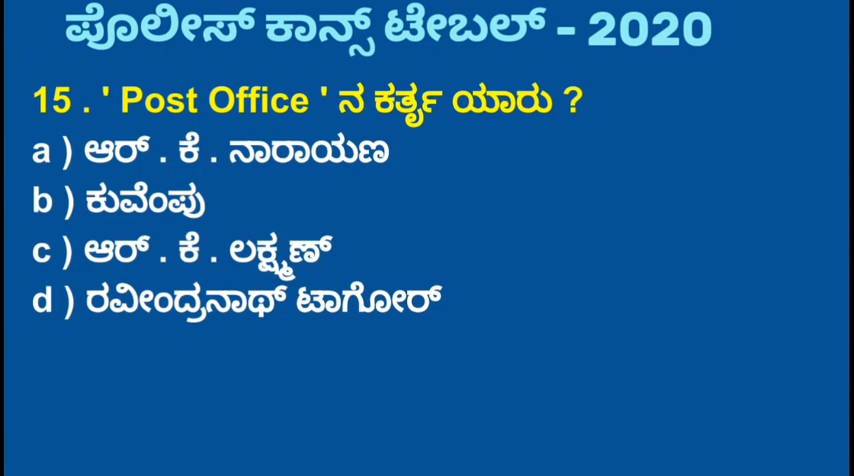 ಪೊಲೀಸ್ ಕಾನ್ಸ್ ಟೇಬಲ್ - 2020
15 . ' Post Office ' ನ ಕರ್ತೃ ಯಾರು ?
a ) ಆರ್ . ಕೆ . ನಾರಾಯಣ
b ) ಕುವೆಂಪು
c ) ಆರ್ . ಕೆ . ಲಕ್ಷ್ಮಣ್
d ) ರವೀಂದ್ರನಾಥ್ ಟಾಗೋರ್